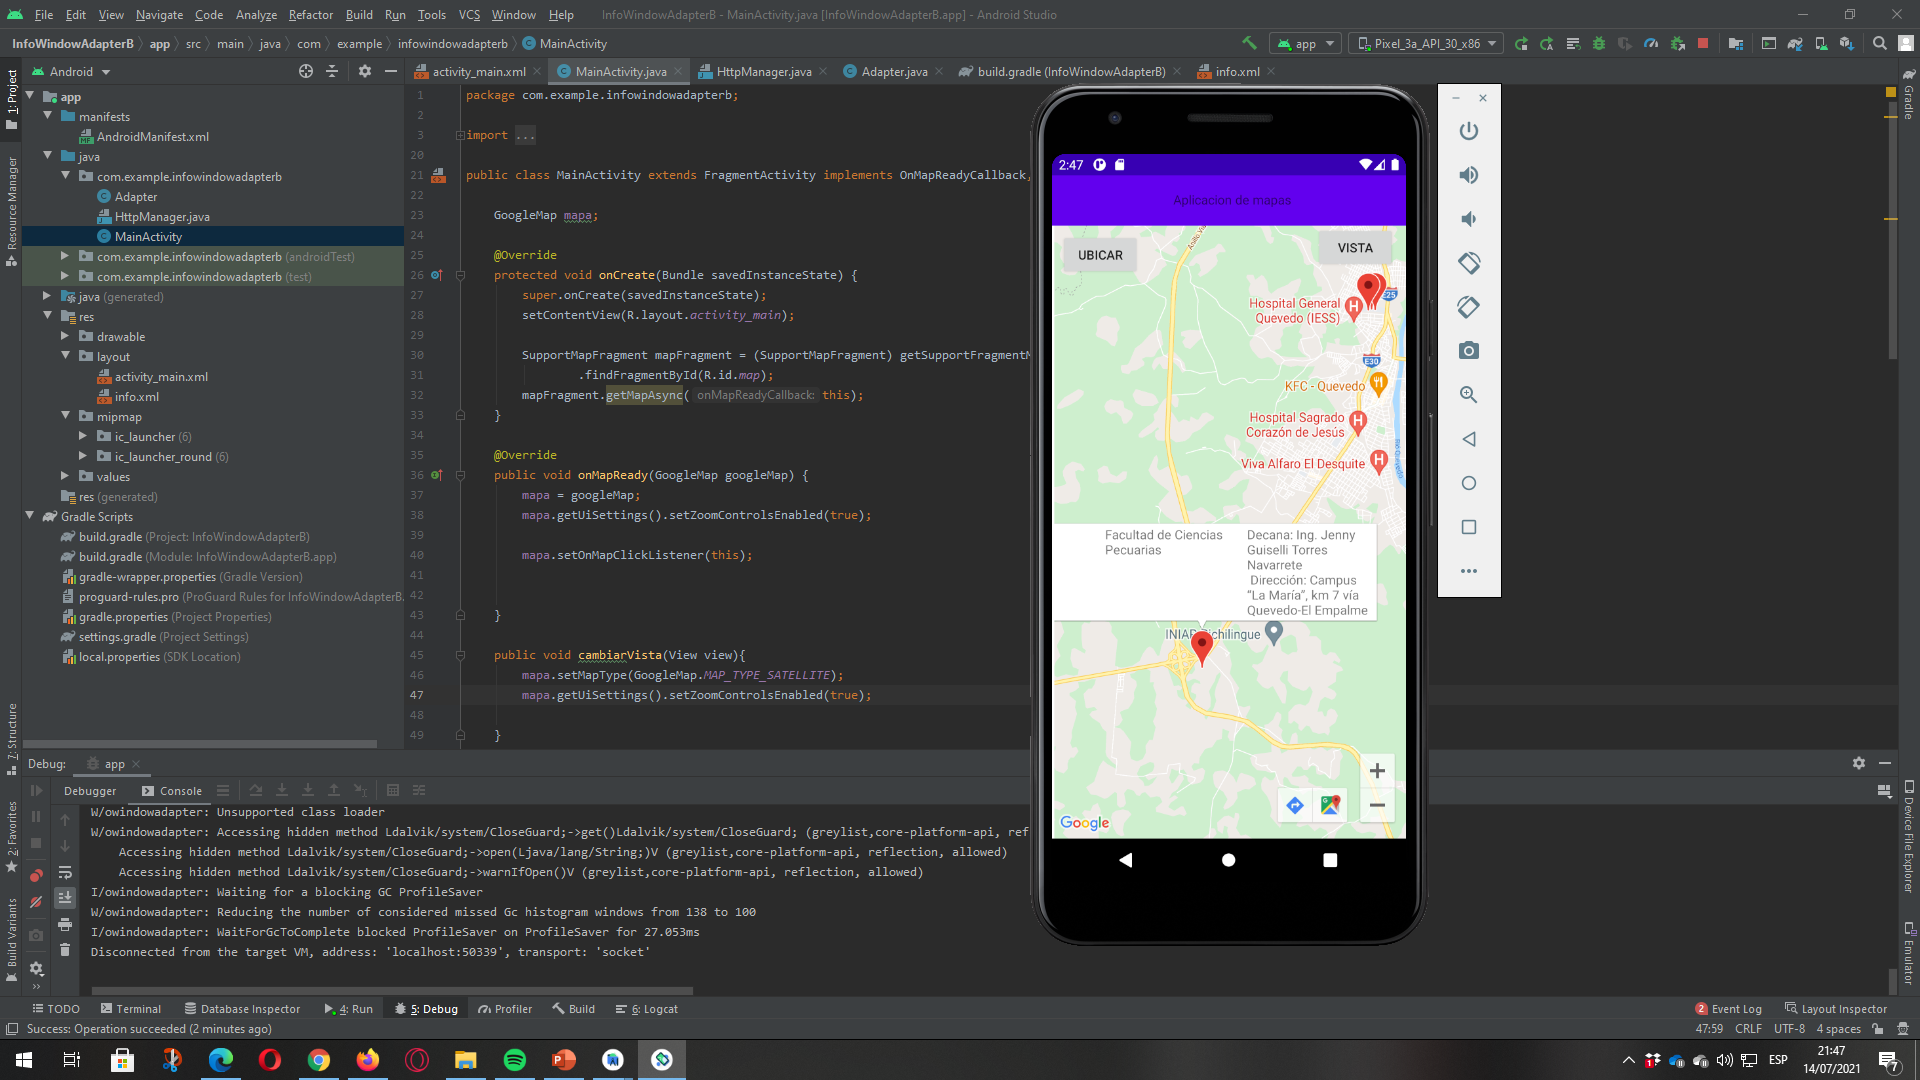 File Edit View Navigate Code Analyze Refactor Build Run Tools VCS Window Help InfoWindowAdapterB - MainActivity.java [InfoWindowAdapterB.app] - Android Studio
InfoWindowAdapterB app src main java com example infowindowadapterb MainActivity
app Pixel_3a_API_30_x86
Android
activity_main.xml MainActivity.java HttpManager.java Adapter.java build.gradle (InfoWindowAdapterB) info.xml
1: Project
Resource Manager
7: Structure
2: Favorites
Build Variants
app
manifests
AndroidManifest.xml
java
com.example.infowindowadapterb
Adapter
HttpManager.java
MainActivity
com.example.infowindowadapterb (androidTest)
com.example.infowindowadapterb (test)
java (generated)
res
drawable
layout
activity_main.xml
info.xml
mipmap
ic_launcher (6)
ic_launcher_round (6)
values
res (generated)
Gradle Scripts
build.gradle (Project: InfoWindowAdapterB)
build.gradle (Module: InfoWindowAdapterB.app)
gradle-wrapper.properties (Gradle Version)
proguard-rules.pro (ProGuard Rules for InfoWindowAdapterB.
gradle.properties (Project Properties)
settings.gradle (Project Settings)
local.properties (SDK Location)
1 package com.example.infowindowadapterb;
2
3 import ...
20
21 public class MainActivity extends FragmentActivity implements OnMapReadyCallback,
22
23 GoogleMap mapa;
24
25 @Override
26 protected void onCreate(Bundle savedInstanceState) {
27 super.onCreate(savedInstanceState);
28 setContentView(R.layout.activity_main);
29
30 SupportMapFragment mapFragment = (SupportMapFragment) getSupportFragmentM
31 .findFragmentById(R.id.map);
32 mapFragment.getMapAsync( onMapReadyCallback: this);
33 }
34
35 @Override
36 public void onMapReady(GoogleMap googleMap) {
37 mapa = googleMap;
38 mapa.getUiSettings().setZoomControlsEnabled(true);
39
40 mapa.setOnMapClickListener(this);
41
42
43 }
44
45 public void cambiarVista(View view){
46 mapa.setMapType(GoogleMap.MAP_TYPE_SATELLITE);
47 mapa.getUiSettings().setZoomControlsEnabled(true);
48
49 }
2:47
Aplicacion de mapas
UBICAR
VISTA
E25
Hospital General
Quevedo (IESS)
E30
KFC - Quevedo
Hospital Sagrado
Corazón de Jesús
Viva Alfaro El Desquite
Facultad de Ciencias
Pecuarias
Decana: Ing. Jenny
Guiselli Torres
Navarrete
Dirección: Campus
“La María”, km 7 vía
Quevedo-El Empalme
Google
Gradle
Device File Explorer
Emulator
Debug: app
Debugger Console
W/owindowadapter: Unsupported class loader
W/owindowadapter: Accessing hidden method Ldalvik/system/CloseGuard;->get()Ldalvik/system/CloseGuard; (greylist,core-platform-api, ref
Accessing hidden method Ldalvik/system/CloseGuard;->open(Ljava/lang/String;)V (greylist,core-platform-api, reflection, allowed)
Accessing hidden method Ldalvik/system/CloseGuard;->warnIfOpen()V (greylist,core-platform-api, reflection, allowed)
I/owindowadapter: Waiting for a blocking GC ProfileSaver
W/owindowadapter: Reducing the number of considered missed Gc histogram windows from 138 to 100
I/owindowadapter: WaitForGcToComplete blocked ProfileSaver on ProfileSaver for 27.053ms
Disconnected from the target VM, address: 'localhost:50339', transport: 'socket'
TODO Terminal Database Inspector 4: Run 5: Debug Profiler Build 6: Logcat 2 Event Log Layout Inspector
Success: Operation succeeded (2 minutes ago) 47:59 CRLF UTF-8 4 spaces
ESP
21:47
14/07/2021
7